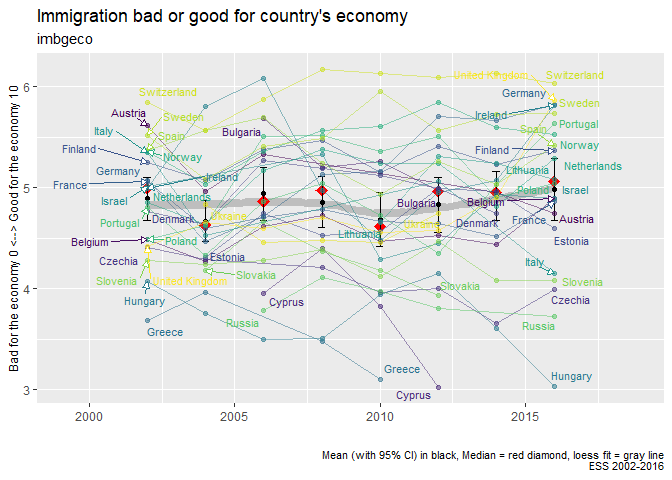 Immigration bad or good for country's economy
imbgeco
Bad for the economy 0 <--> Good for the economy 10
6
5
4
3
Switzerland
Austria
Sweden
Italy
Spain
Finland
Norway
Germany
Ireland
France
Israel
Netherlands
Portugal
Denmark
Belgium
Poland
Czechia
Estonia
Slovenia
United Kingdom
Slovakia
Hungary
Greece
Russia
Bulgaria
Ukraine
Cyprus
Lithuania
Greece
Cyprus
Bulgaria
Ukraine
Slovakia
United Kingdom
Switzerland
Germany
Sweden
Ireland
Spain
Portugal
Norway
Finland
Lithuania
Netherlands
Poland
Israel
Belgium
Denmark
France
Austria
Estonia
Italy
Slovenia
Czechia
Russia
Hungary
2000
2005
2010
2015
Mean (with 95% CI) in black, Median = red diamond, loess fit = gray line
ESS 2002-2016